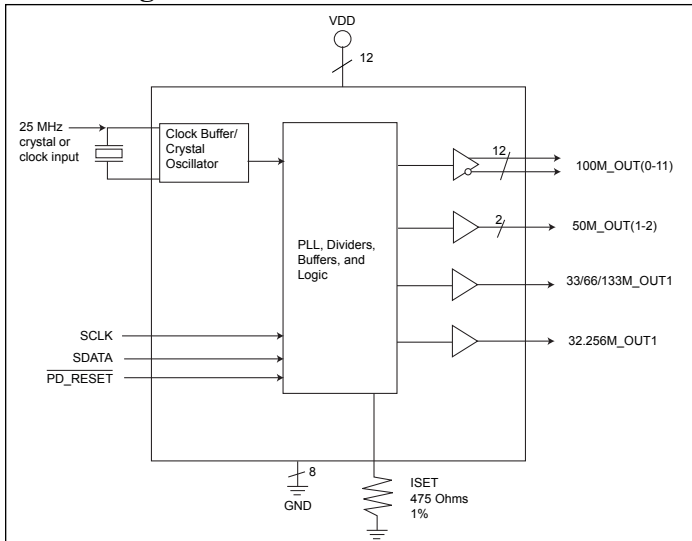 VDD
12
25 MHz
crystal or
clock input
Clock Buffer/
Crystal
Oscillator
PLL, Dividers,
Buffers, and
Logic
12
100M_OUT(0-11)
2
50M_OUT(1-2)
33/66/133M_OUT1
32.256M_OUT1
SCLK
SDATA
PD_RESET
8
GND
ISET
475 Ohms
1%